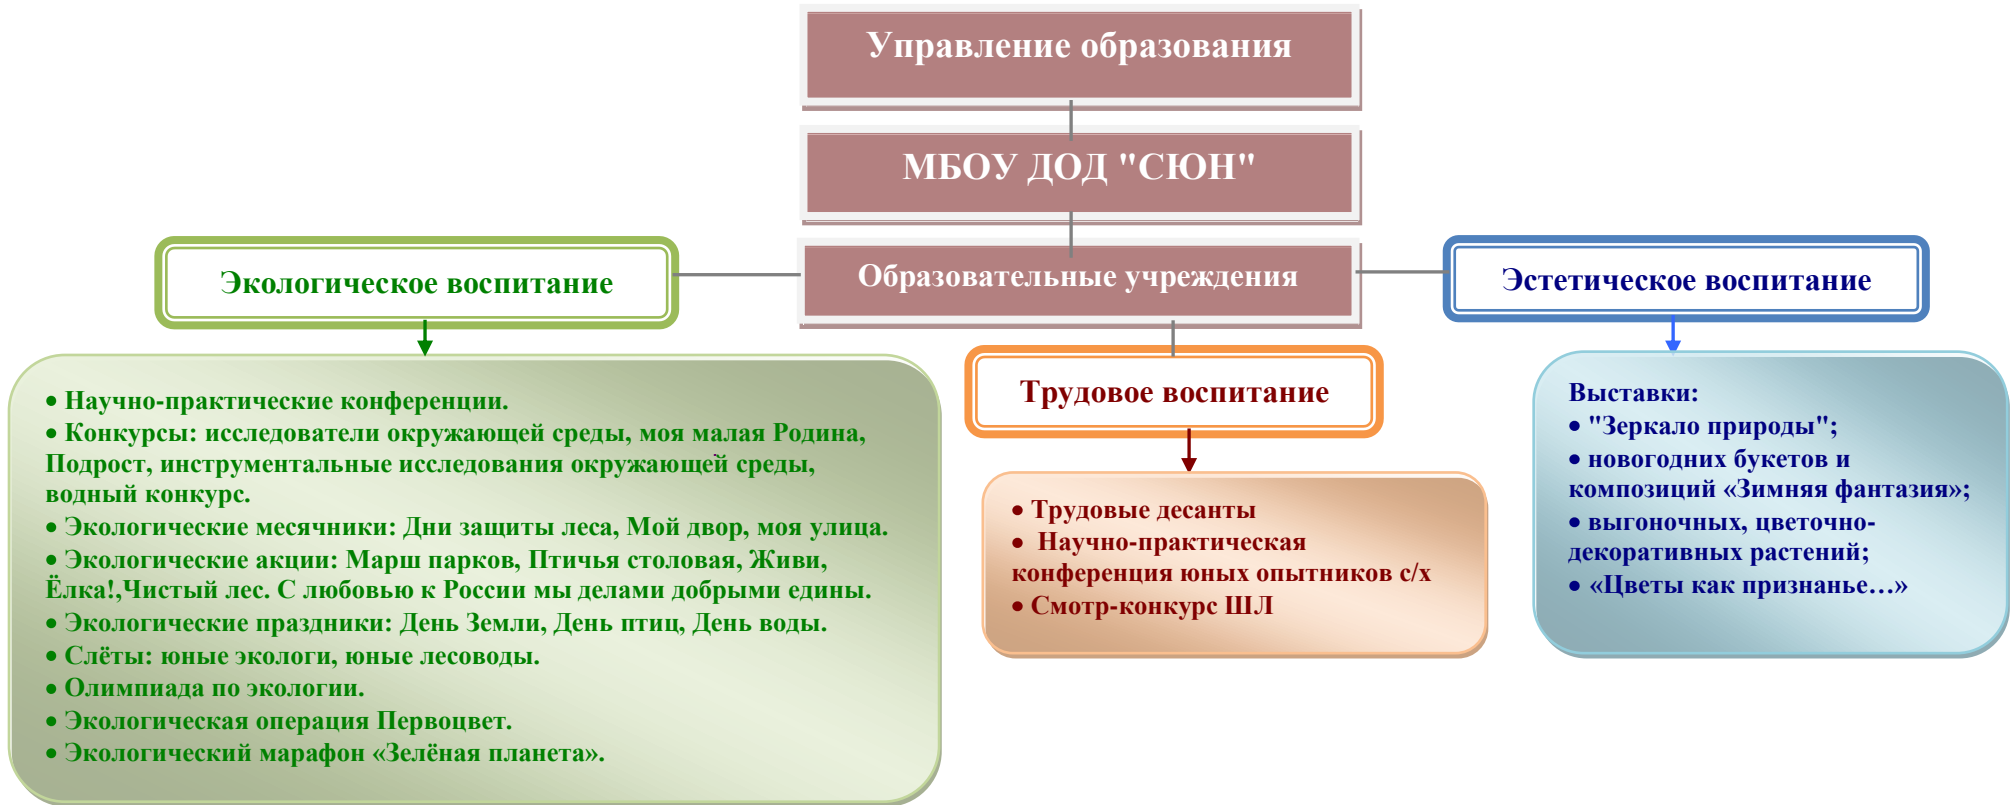 Управление образования
МБОУ ДОД "СЮН"
Образовательные учреждения
Экологическое воспитание
• Научно-практические конференции.
• Конкурсы: исследователи окружающей среды, моя малая Родина,
Подрост, инструментальные исследования окружающей среды,
водный конкурс.
• Экологические месячники: Дни защиты леса, Мой двор, моя улица.
• Экологические акции: Марш парков, Птичья столовая, Живи,
Ёлка!,Чистый лес. С любовью к России мы делами добрыми едины.
• Экологические праздники: День Земли, День птиц, День воды.
• Слёты: юные экологи, юные лесоводы.
• Олимпиада по экологии.
• Экологическая операция Первоцвет.
• Экологический марафон «Зелёная планета».
Трудовое воспитание
• Трудовые десанты
• Научно-практическая
конференция юных опытников с/х
• Смотр-конкурс ШЛ
Эстетическое воспитание
Выставки:
• "Зеркало природы";
• новогодних букетов и
композиций «Зимняя фантазия»;
• выгоночных, цветочно-
декоративных растений;
• «Цветы как признанье…»